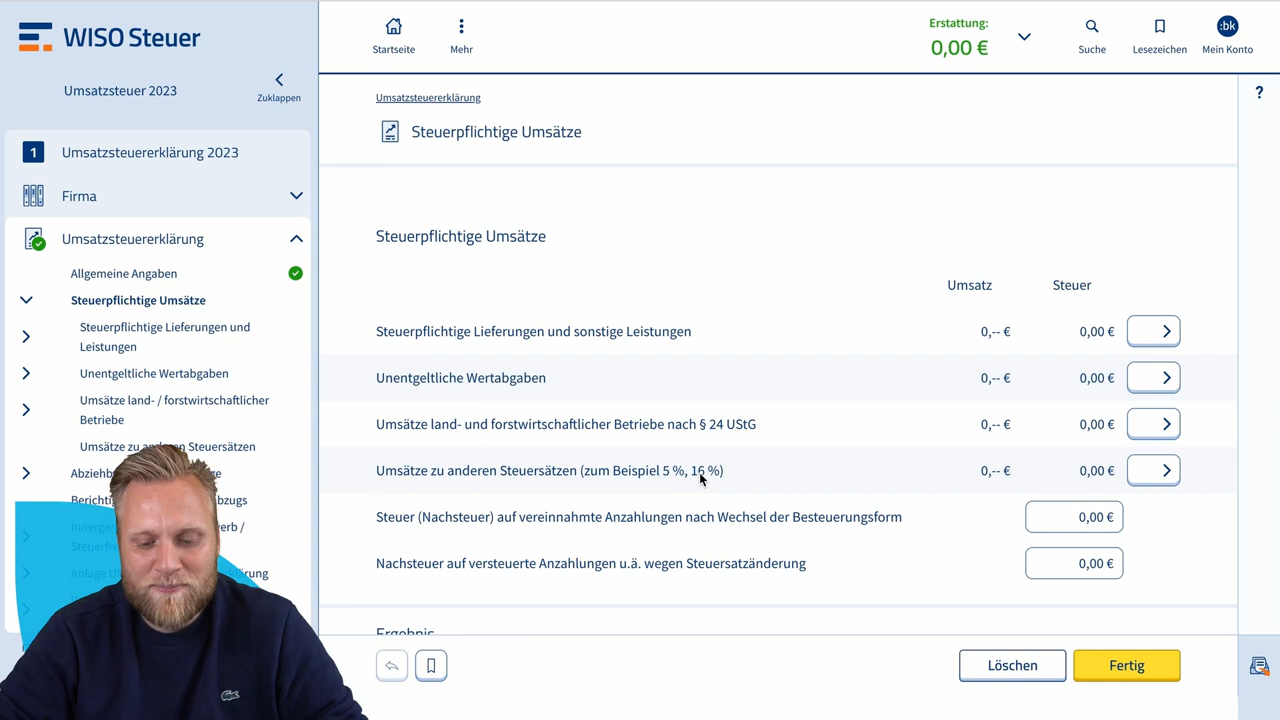 WISO Steuer
Startseite
Mehr
Erstattung:
0,00 €
Suche
Lesezeichen
:bk
Mein Konto
Umsatzsteuer 2023
Zuklappen
1 Umsatzsteuererklärung 2023
Firma
Umsatzsteuererklärung
Allgemeine Angaben
Steuerpflichtige Umsätze
Steuerpflichtige Lieferungen und
Leistungen
Unentgeltliche Wertabgaben
Umsätze land- / forstwirtschaftlicher
Betriebe
Umsätze zu anderen Steuersätzen
Umsatzsteuererklärung
Steuerpflichtige Umsätze
?
Steuerpflichtige Umsätze
Umsatz Steuer
Steuerpflichtige Lieferungen und sonstige Leistungen 0,-- € 0,00 €
Unentgeltliche Wertabgaben 0,-- € 0,00 €
Umsätze land- und forstwirtschaftlicher Betriebe nach § 24 UStG 0,-- € 0,00 €
Umsätze zu anderen Steuersätzen (zum Beispiel 5 %, 16 %) 0,-- € 0,00 €
Steuer (Nachsteuer) auf vereinnahmte Anzahlungen nach Wechsel der Besteuerungsform 0,00 €
Nachsteuer auf versteuerte Anzahlungen u.ä. wegen Steuersatzänderung 0,00 €
Ergebnis
Löschen
Fertig